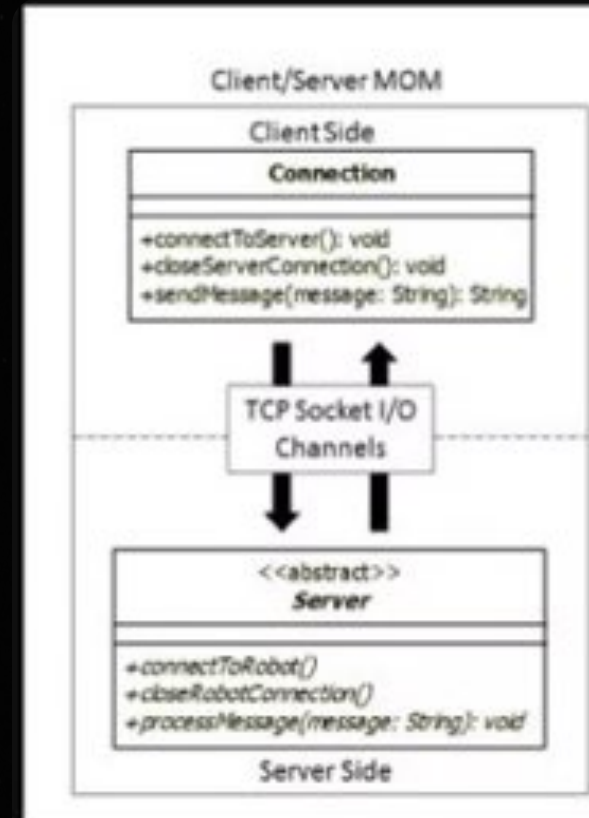 Client/Server MOM
Client Side
Connection
+connectToServer(): void
+closeServerConnection(): void
+sendMessage(message: String): String
TCP Socket I/O
Channels
<<abstract>>
Server
+connectToRobot()
+closeRobotConnection()
+processMessage(message: String): void
Server Side